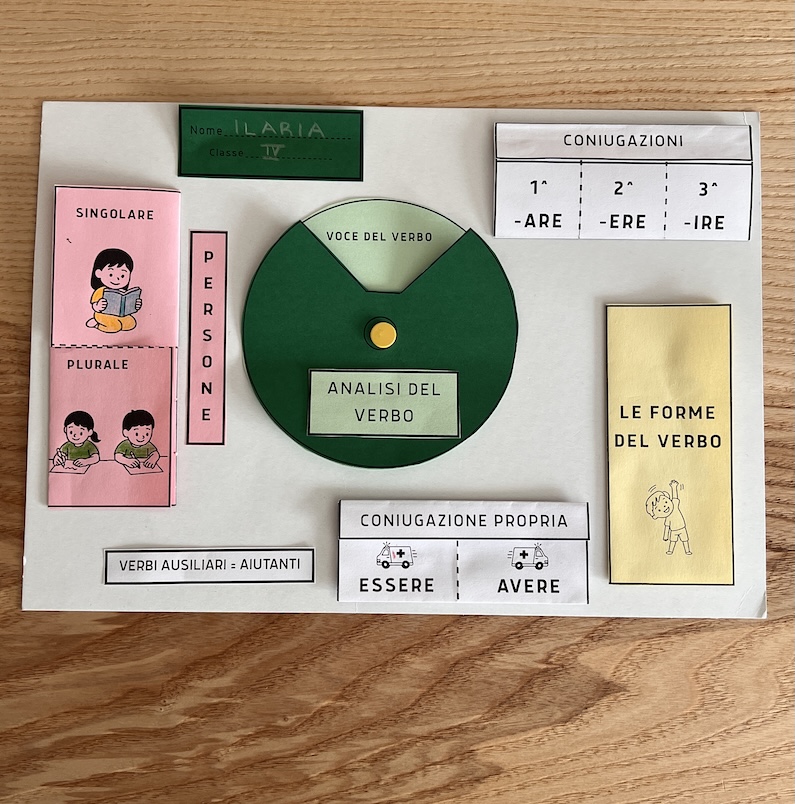 Nome ILARIA
Classe IV
CONIUGAZIONI
1^ 2^ 3^
-ARE -ERE -IRE
SINGOLARE
PLURALE
PERSONE
VOCE DEL VERBO
ANALISI DEL
VERBO
LE FORME
DEL VERBO
CONIUGAZIONE PROPRIA
ESSERE AVERE
VERBI AUSILIARI = AIUTANTI